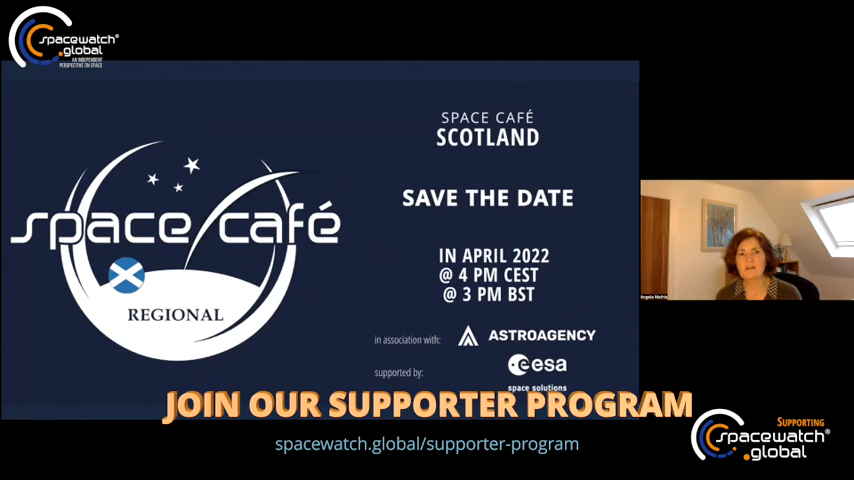 spacewatch®
.global
AN INDEPENDENT
PERSPECTIVE ON SPACE
SPACE CAFÉ
SCOTLAND
SAVE THE DATE
space café
IN APRIL 2022
@ 4 PM CEST
@ 3 PM BST
REGIONAL
in association with: ASTROAGENCY
supported by: esa
space solutions
Angela Mathis
JOIN OUR SUPPORTER PROGRAM
spacewatch.global/supporter-program
SUPPORTING
spacewatch®
.global